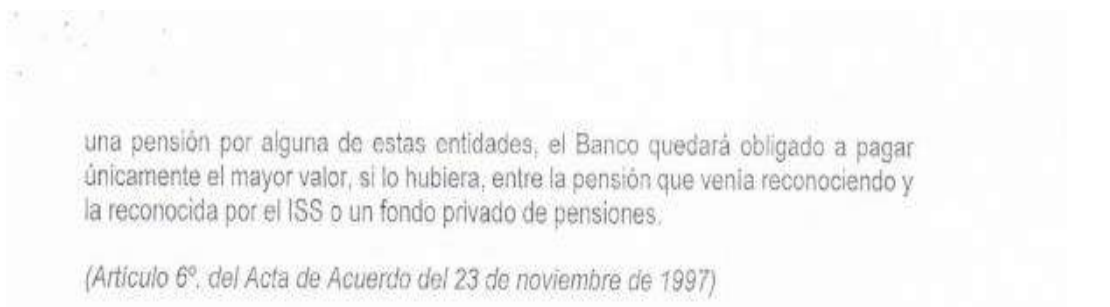 una pensión por alguna de estas entidades, el Banco quedará obligado a pagar
únicamente el mayor valor, si lo hubiera, entre la pensión que venía reconociendo y
la reconocida por el ISS o un fondo privado de pensiones.
(Artículo 6º. del Acta de Acuerdo del 23 de noviembre de 1997)